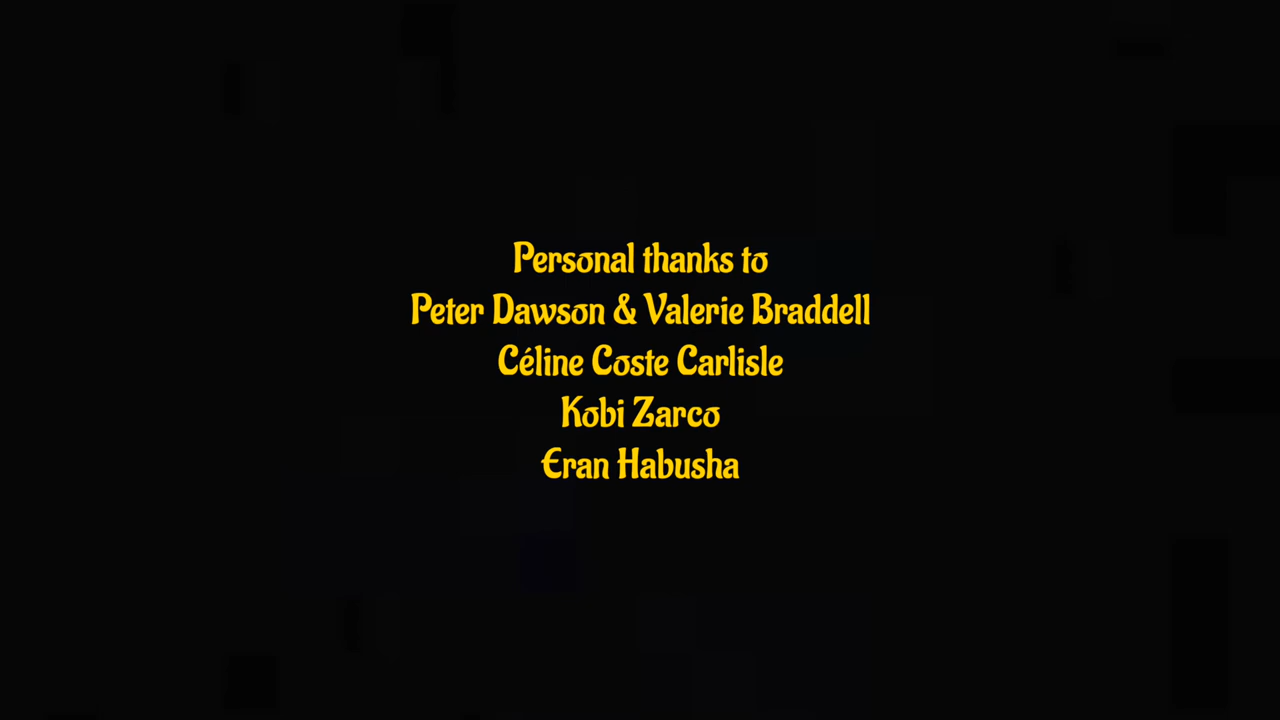 Personal thanks to
Peter Dawson & Valerie Braddell
Céline Coste Carlisle
Kobi Zarco
Eran Habusha